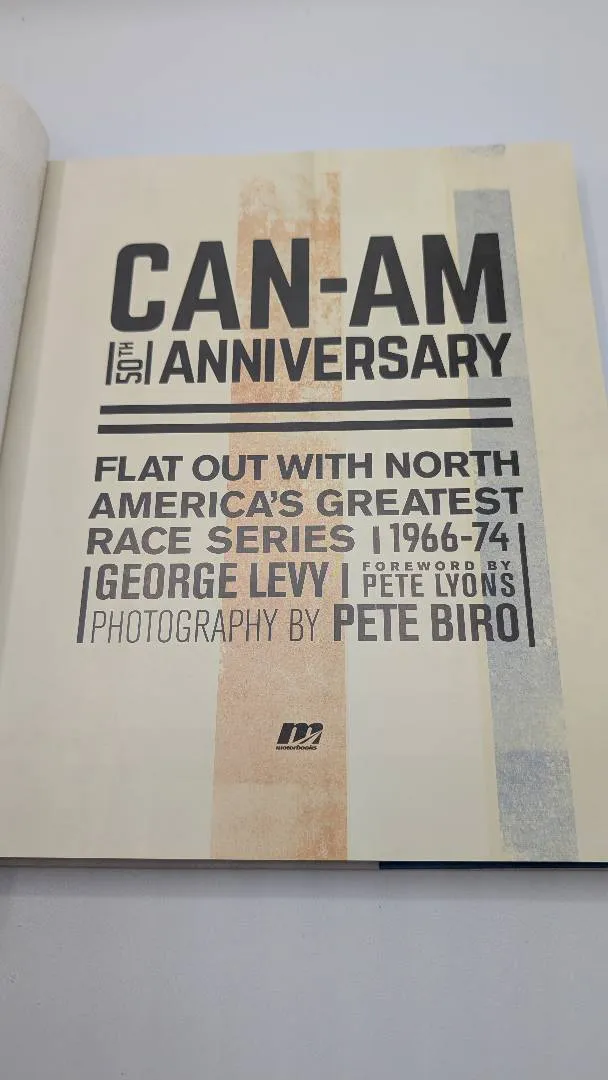 CAN-AM
50TH ANNIVERSARY
FLAT OUT WITH NORTH
AMERICA'S GREATEST
RACE SERIES | 1966-74
GEORGE LEVY | FOREWORD BY PETE LYONS
PHOTOGRAPHY BY PETE BIRO
m
motorbooks